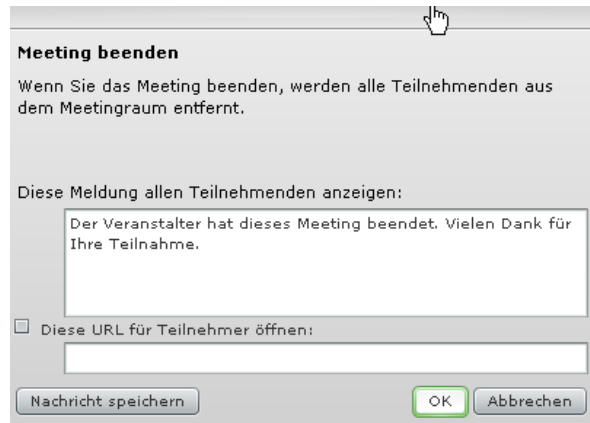 Meeting beenden
Wenn Sie das Meeting beenden, werden alle Teilnehmenden aus
dem Meetingraum entfernt.
Diese Meldung allen Teilnehmenden anzeigen:
Der Veranstalter hat dieses Meeting beendet. Vielen Dank für
Ihre Teilnahme.
Diese URL für Teilnehmer öffnen:
Nachricht speichern OK Abbrechen